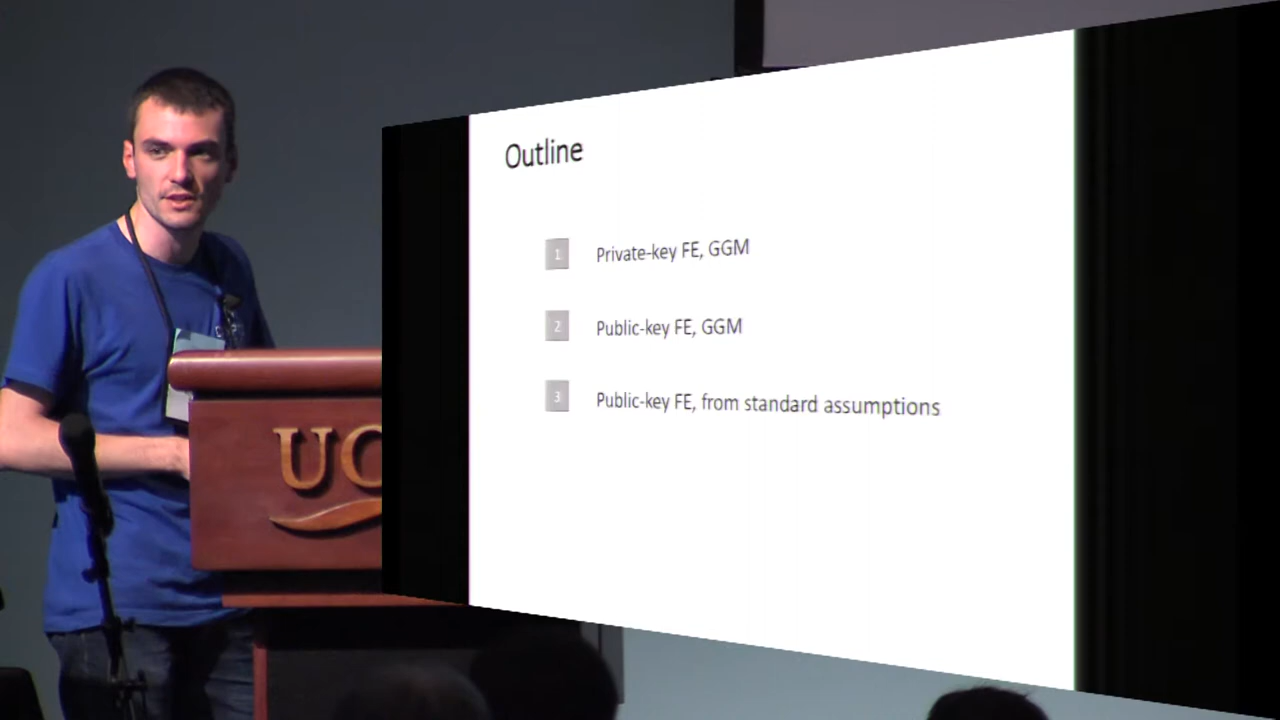 Outline
1 Private-key FE, GGM
2 Public-key FE, GGM
3 Public-key FE, from standard assumptions
UC